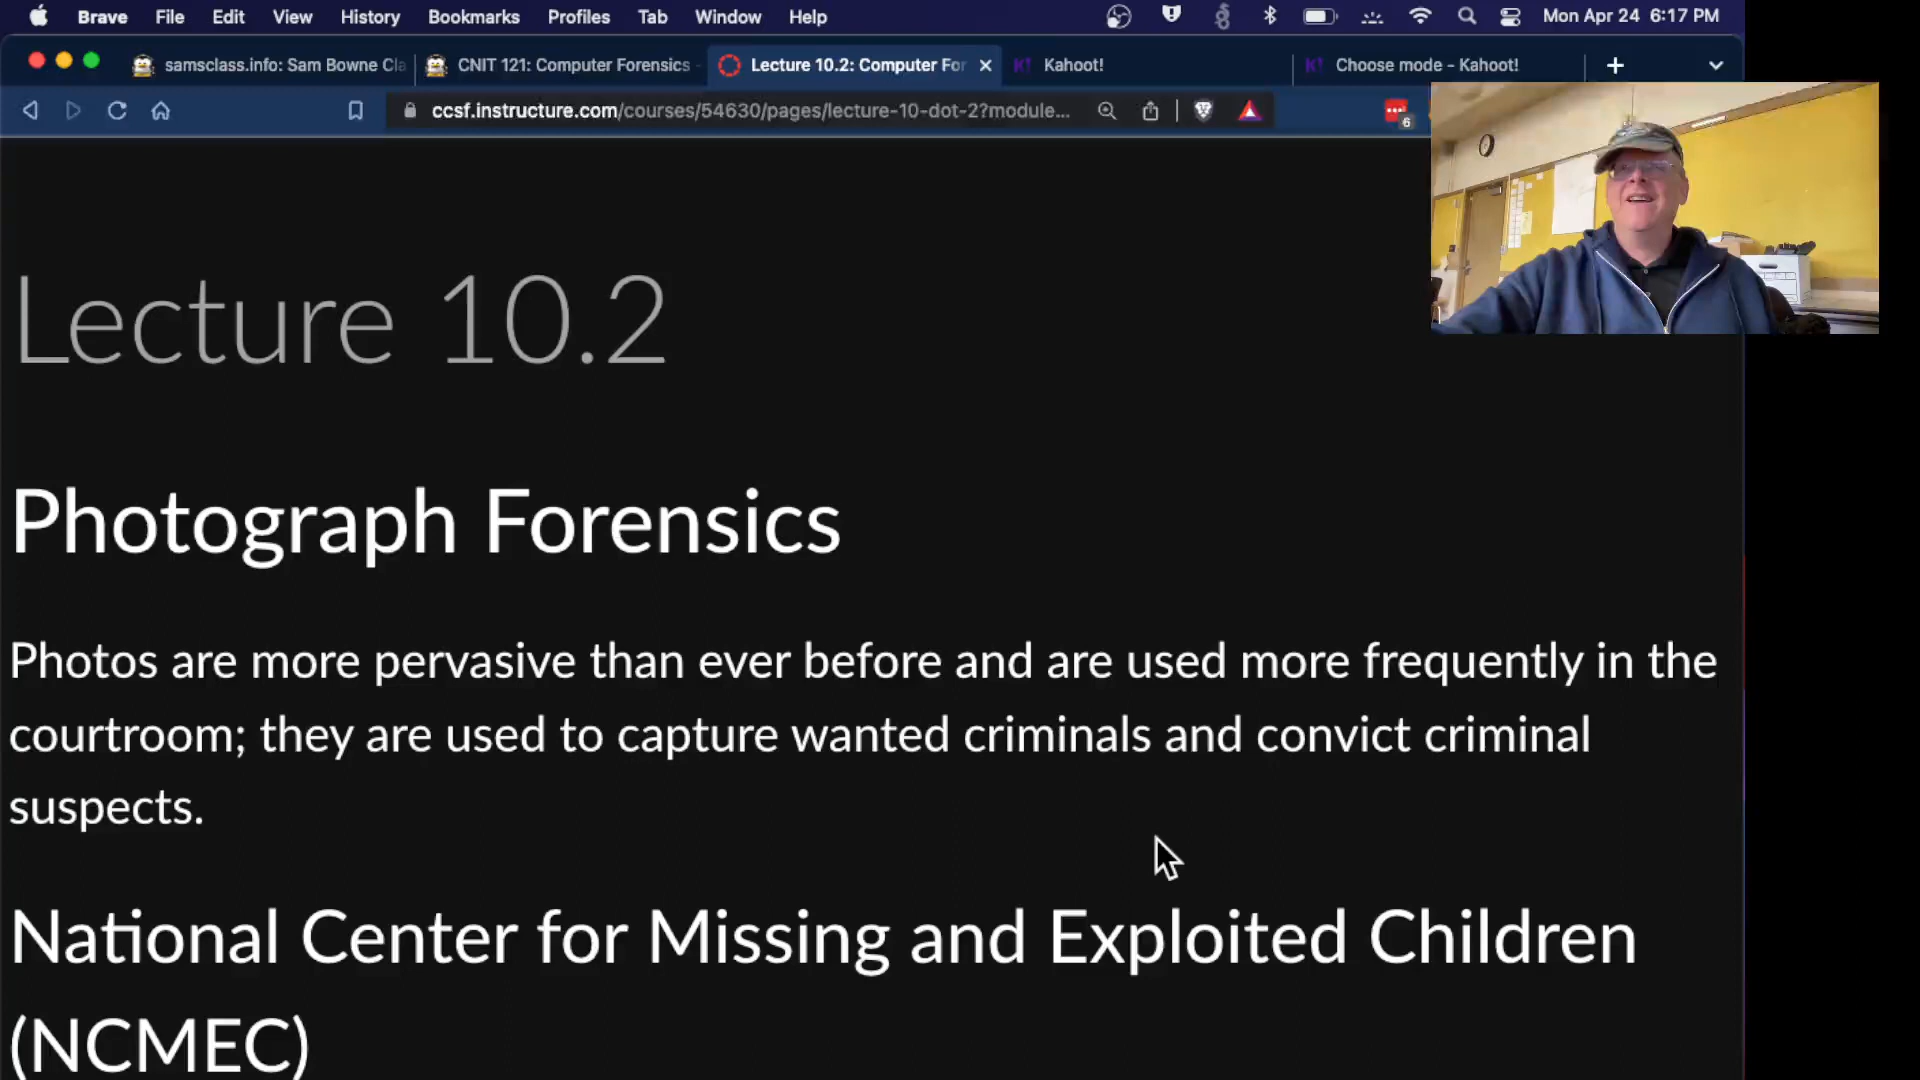 Brave File Edit View History Bookmarks Profiles Tab Window Help Mon Apr 24 6:17 PM
samsclass.info: Sam Bowne Cla CNIT 121: Computer Forensics Lecture 10.2: Computer For Kahoot! Choose mode - Kahoot!
ccsf.instructure.com/courses/54630/pages/lecture-10-dot-2?module...
6
Lecture 10.2
Photograph Forensics
Photos are more pervasive than ever before and are used more frequently in the
courtroom; they are used to capture wanted criminals and convict criminal
suspects.
National Center for Missing and Exploited Children
(NCMEC)